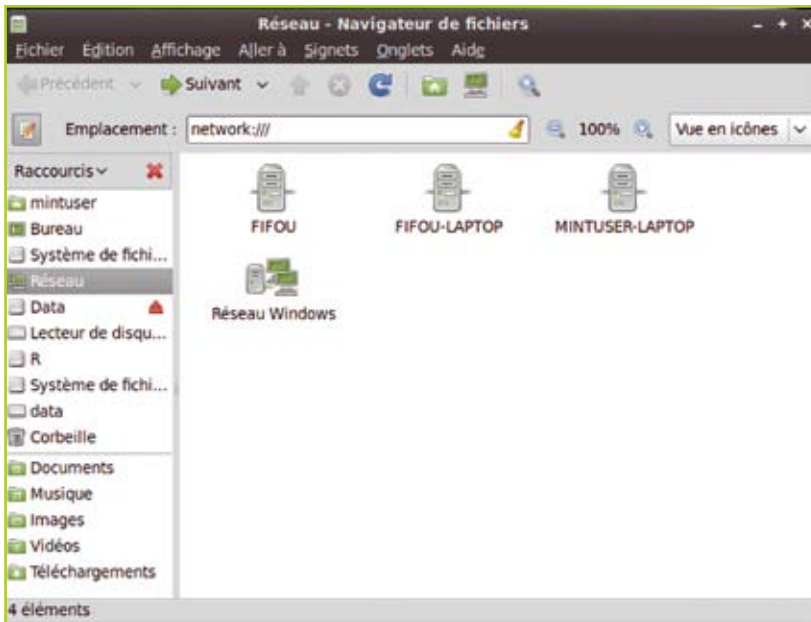 Réseau - Navigateur de fichiers
Fichier Édition Affichage Aller à Signets Onglets Aide
Précédent Suivant
Emplacement : network:/// 100% Vue en icônes
Raccourcis
mintuser
Bureau
Système de fichi...
Réseau
Data
Lecteur de disqu...
R
Système de fichi...
data
Corbeille
Documents
Musique
Images
Vidéos
Téléchargements
FIFOU FIFOU-LAPTOP MINTUSER-LAPTOP
Réseau Windows
4 éléments